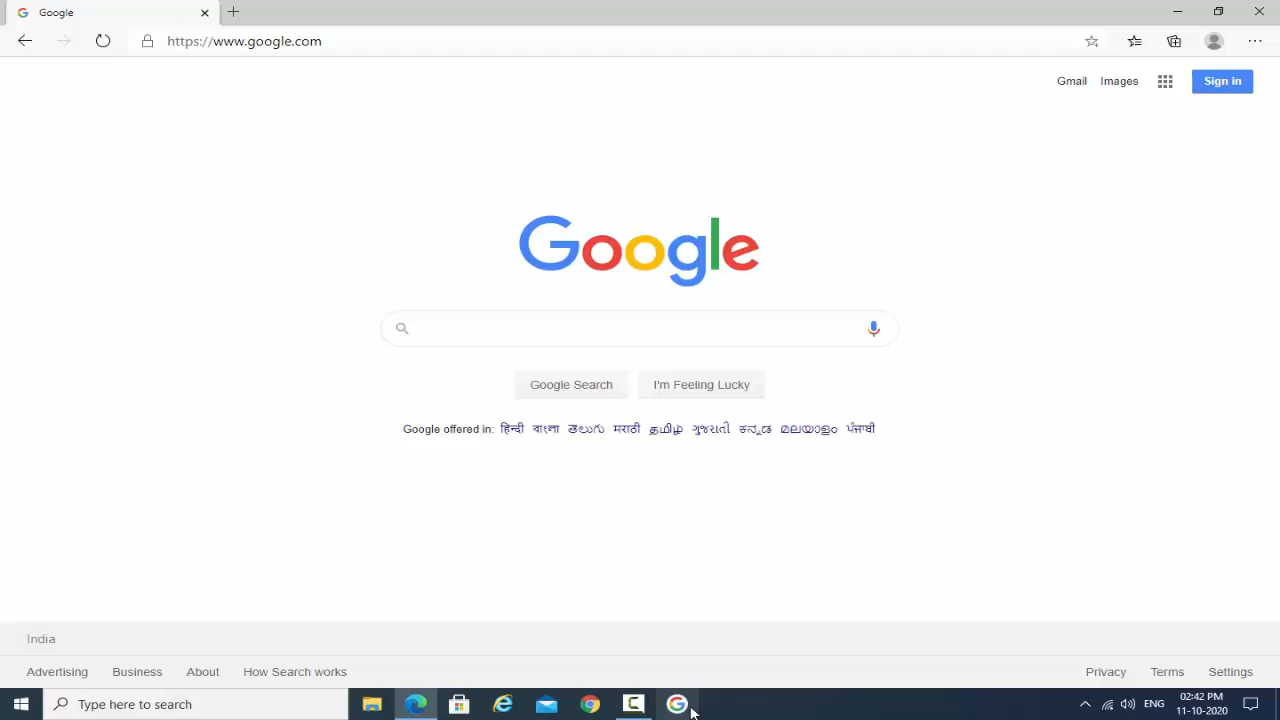 Google
https://www.google.com
Gmail Images Sign in
Google
Google Search I'm Feeling Lucky
Google offered in: हिन्दी বাংলা తెలుగు मराठी தமிழ் ગુજરાતી ಕನ್ನಡ മലയാളം ਪੰਜਾਬੀ
India
Advertising Business About How Search works Privacy Terms Settings
Type here to search ENG 02:42 PM
11-10-2020